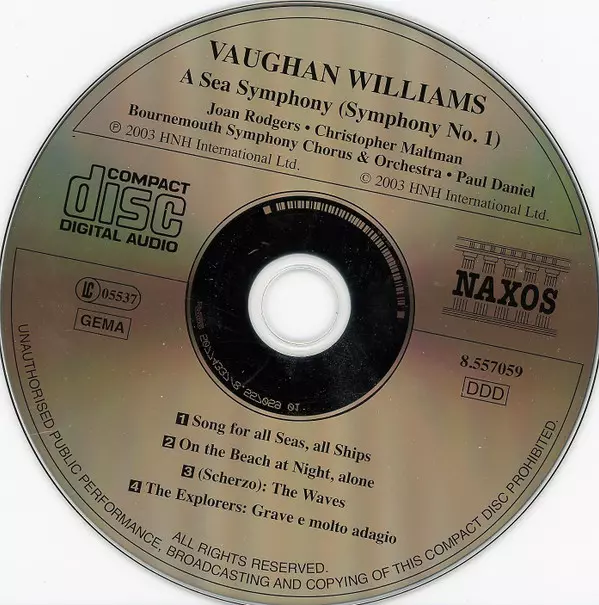 VAUGHAN WILLIAMS
A Sea Symphony (Symphony No. 1)
Joan Rodgers • Christopher Maltman
Bournemouth Symphony Chorus & Orchestra • Paul Daniel
℗ 2003 HNH International Ltd.
© 2003 HNH International Ltd.
COMPACT
disc
DIGITAL AUDIO
LC 05537
GEMA
NAXOS
8.557059
DDD
1 Song for all Seas, all Ships
2 On the Beach at Night, alone
3 (Scherzo): The Waves
4 The Explorers: Grave e molto adagio
ALL RIGHTS RESERVED.
UNAUTHORISED PUBLIC PERFORMANCE, BROADCASTING AND COPYING OF THIS COMPACT DISC PROHIBITED.